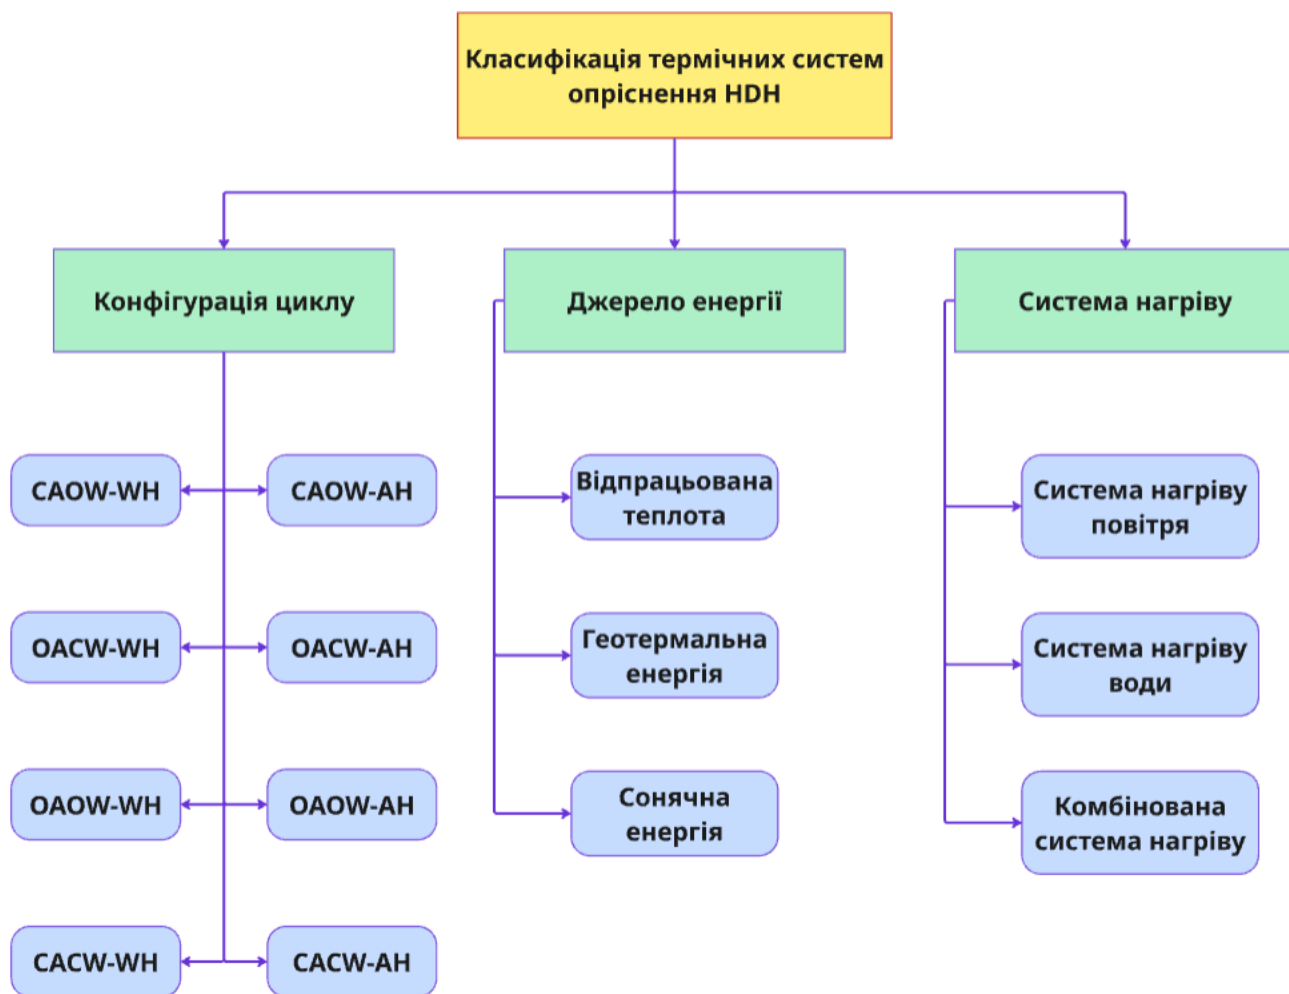 Класифікація термічних систем
опріснення HDH
Конфігурація циклу
Джерело енергії
Система нагріву
CAOW-WH
CAOW-AH
OACW-WH
OACW-AH
OAOW-WH
OAOW-AH
CACW-WH
CACW-AH
Відпрацьована
теплота
Геотермальна
енергія
Сонячна
енергія
Система нагріву
повітря
Система нагріву
води
Комбінована
система нагріву